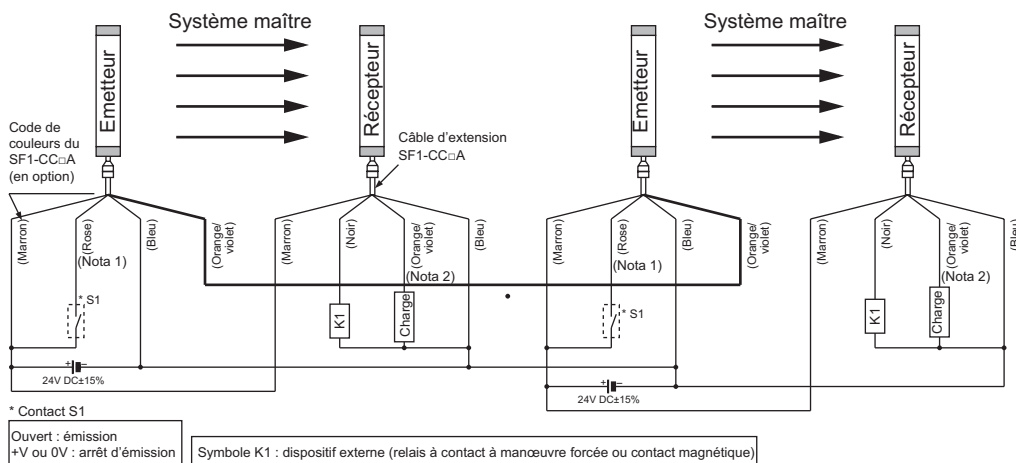 Système maître
Système maître
Emetteur
Récepteur
Emetteur
Récepteur
Code de
couleurs du
SF1-CC□A
(en option)
Câble d'extension
SF1-CC□A
(Marron)
(Rose)
(Bleu)
(Orange/
violet)
(Marron)
(Noir)
(Orange/
violet)
(Bleu)
(Marron)
(Rose)
(Bleu)
(Orange/
violet)
(Marron)
(Noir)
(Orange/
violet)
(Bleu)
(Nota 1)
(Nota 2)
(Nota 1)
(Nota 2)
* S1
K1
Charge
* S1
K1
Charge
+ –
24V DC±15%
+ –
24V DC±15%
* Contact S1
Ouvert : émission
+V ou 0V : arrêt d'émission
Symbole K1 : dispositif externe (relais à contact à manœuvre forcée ou contact magnétique)